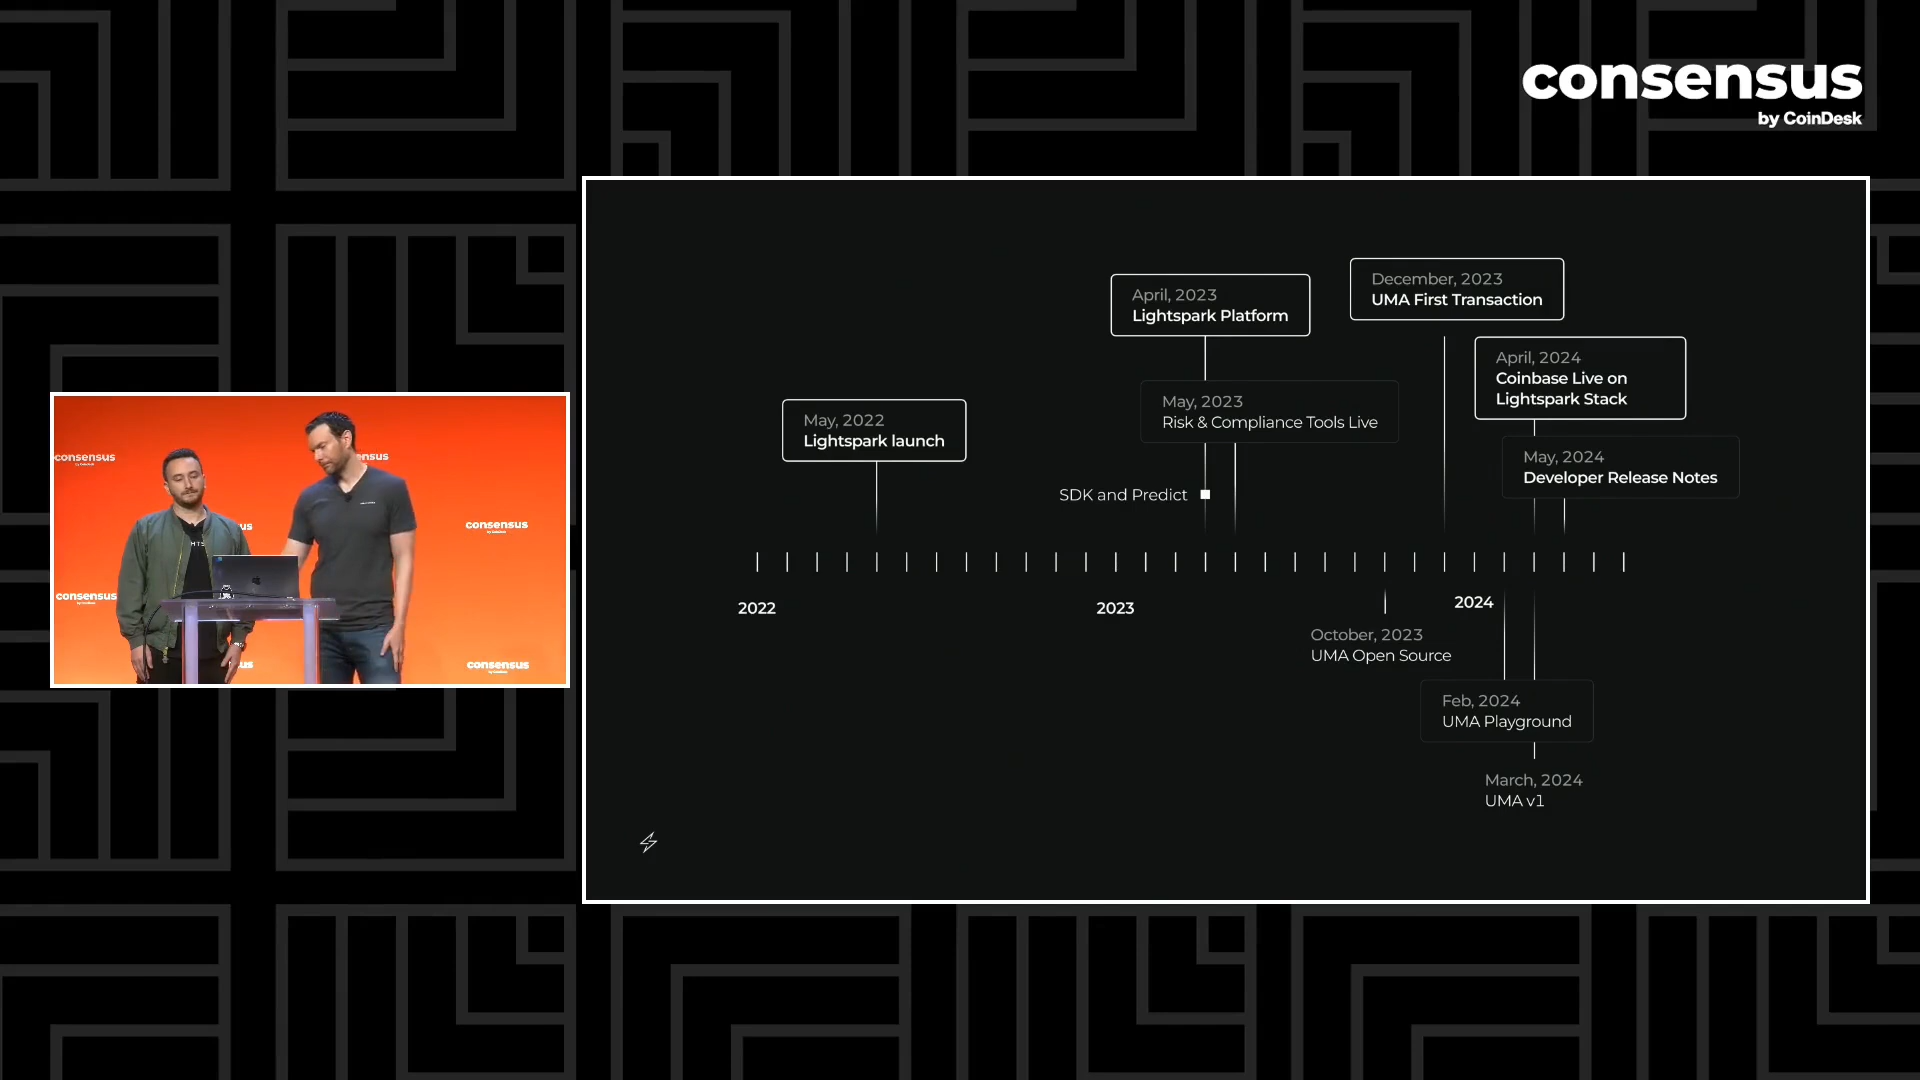 consensus
by CoinDesk
December, 2023
UMA First Transaction
April, 2023
Lightspark Platform
April, 2024
Coinbase Live on
Lightspark Stack
May, 2023
Risk & Compliance Tools Live
May, 2022
Lightspark launch
May, 2024
Developer Release Notes
SDK and Predict
2022
2023
2024
October, 2023
UMA Open Source
Feb, 2024
UMA Playground
March, 2024
UMA v1
consensus
nsus
consensus
us
consensus
us
consensus